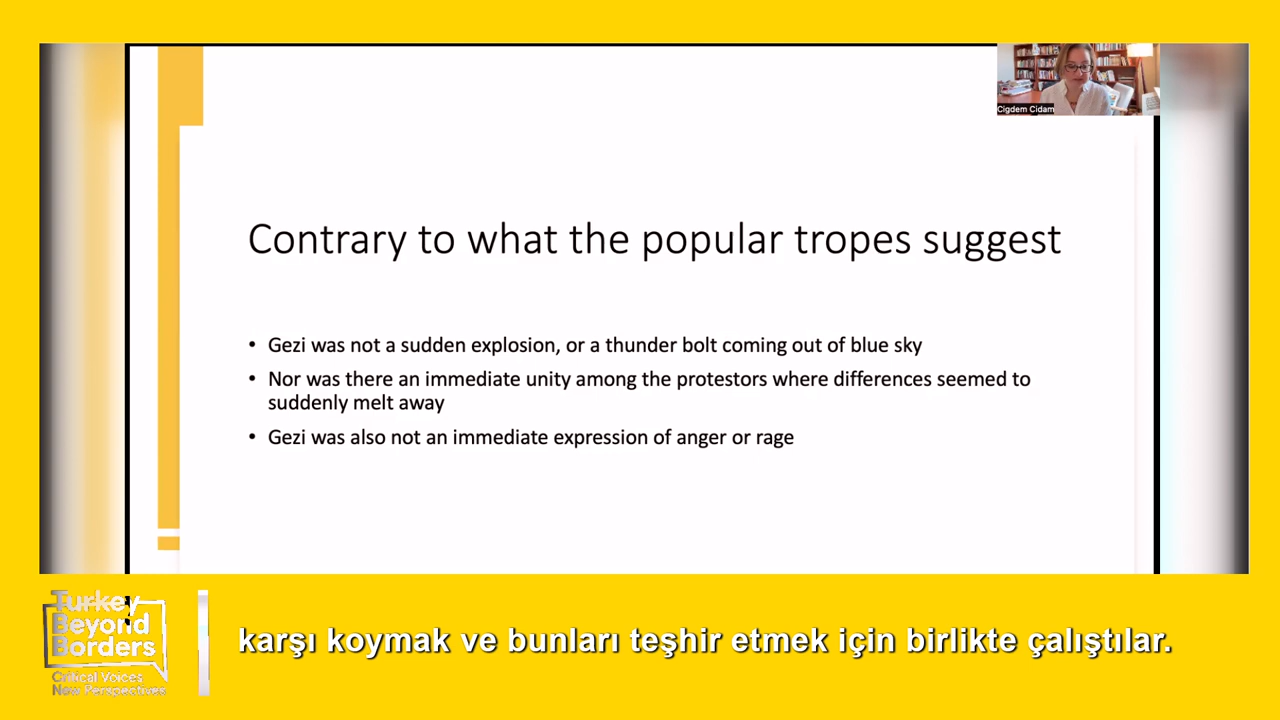 Cigdem Cidam
Contrary to what the popular tropes suggest
• Gezi was not a sudden explosion, or a thunder bolt coming out of blue sky
• Nor was there an immediate unity among the protestors where differences seemed to
suddenly melt away
• Gezi was also not an immediate expression of anger or rage
Turkey
Beyond
Borders
Critical Voices
New Perspectives
karşı koymak ve bunları teşhir etmek için birlikte çalıştılar.